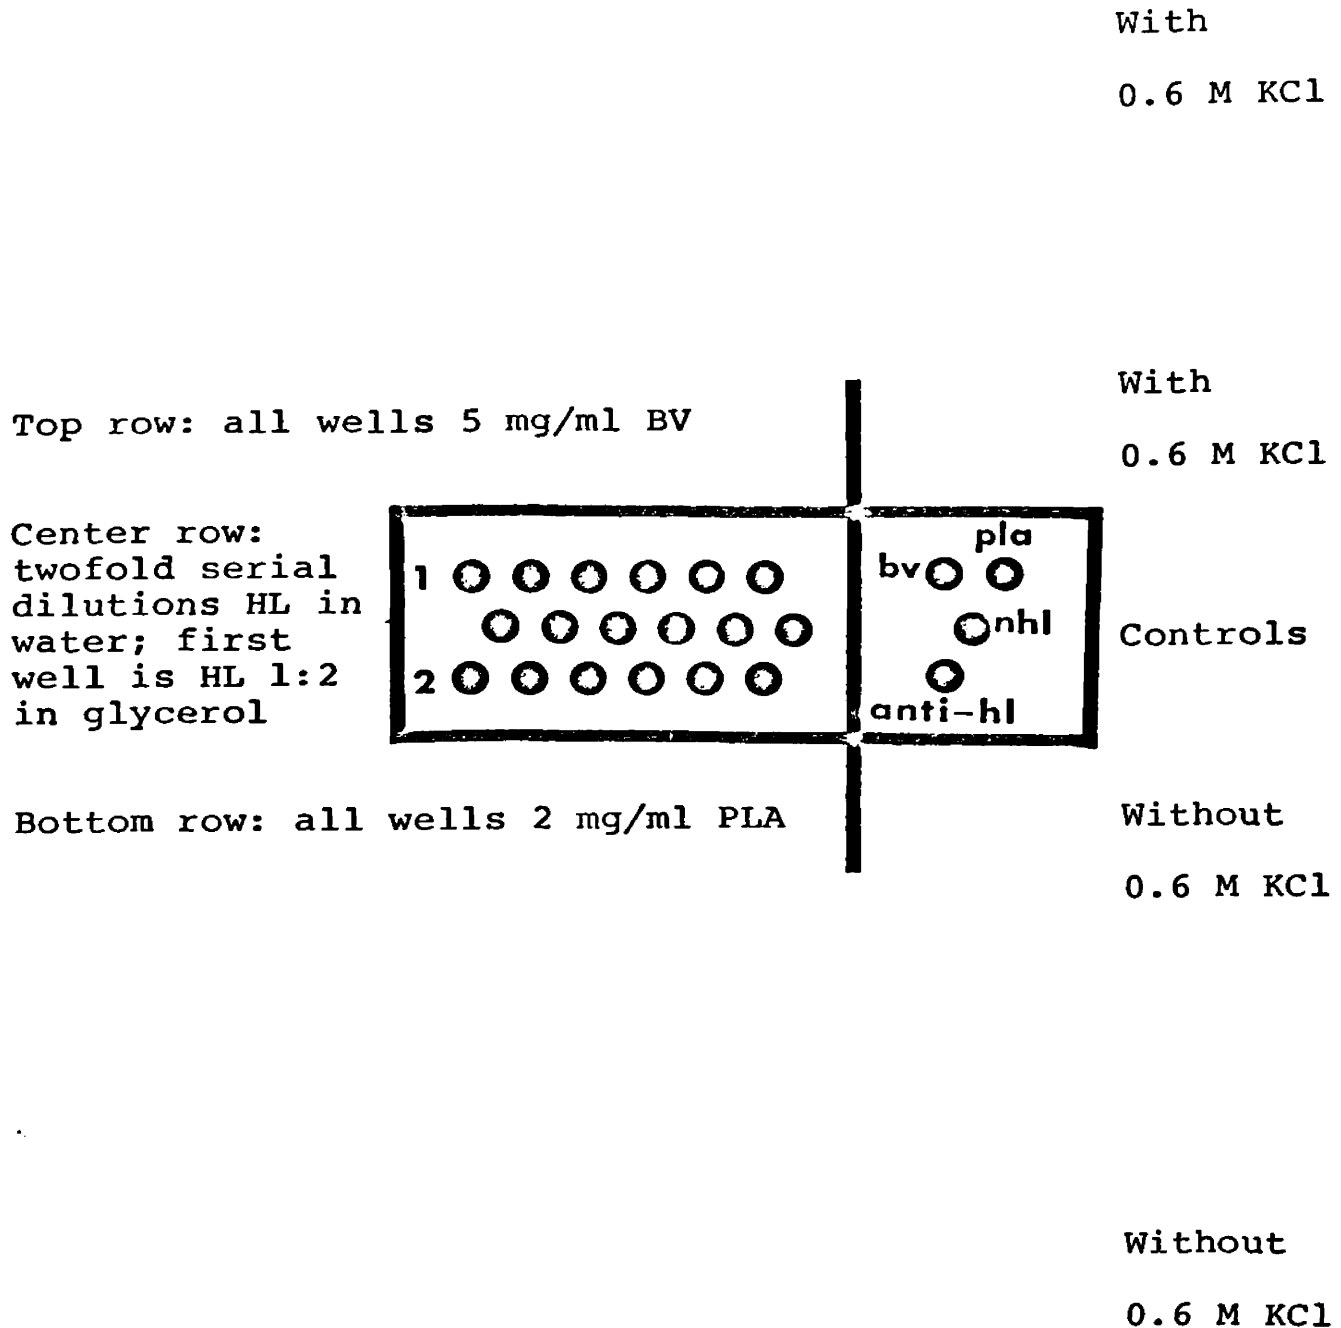 With
0.6 M KCl
With
0.6 M KCl
Top row: all wells 5 mg/ml BV
Center row:
twofold serial
dilutions HL in
water; first
well is HL 1:2
in glycerol
1
2
pla
bv
nhl
anti-hl
Controls
Bottom row: all wells 2 mg/ml PLA
Without
0.6 M KCl
Without
0.6 M KCl